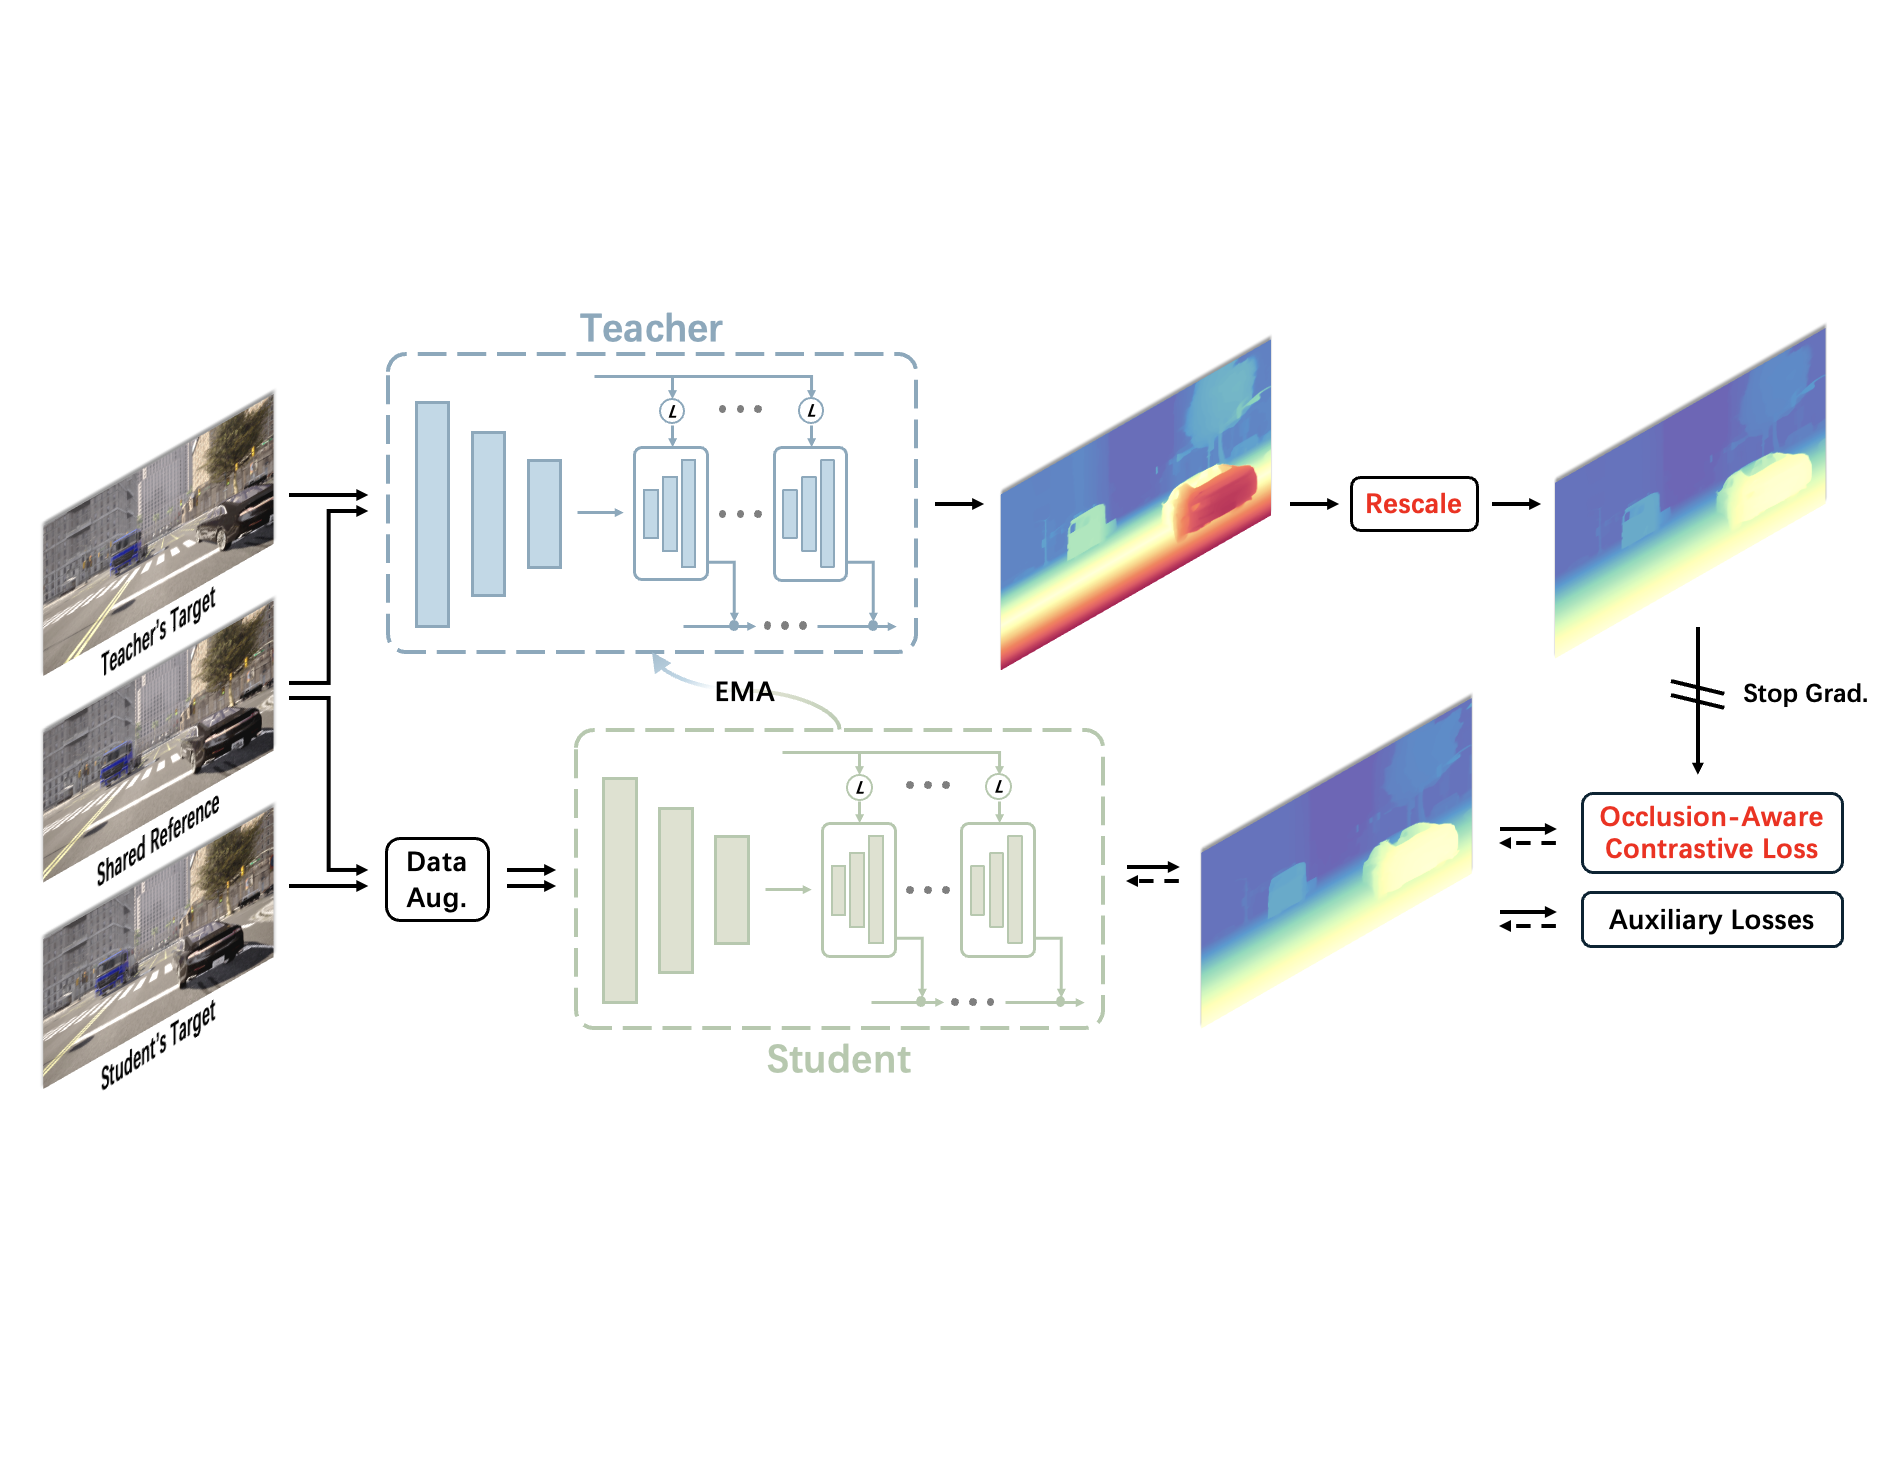 Teacher
L
L
Teacher's Target
Rescale
EMA
Stop Grad.
Shared Reference
L
L
Data
Aug.
Occlusion-Aware
Contrastive Loss
Auxiliary Losses
Student's Target
Student